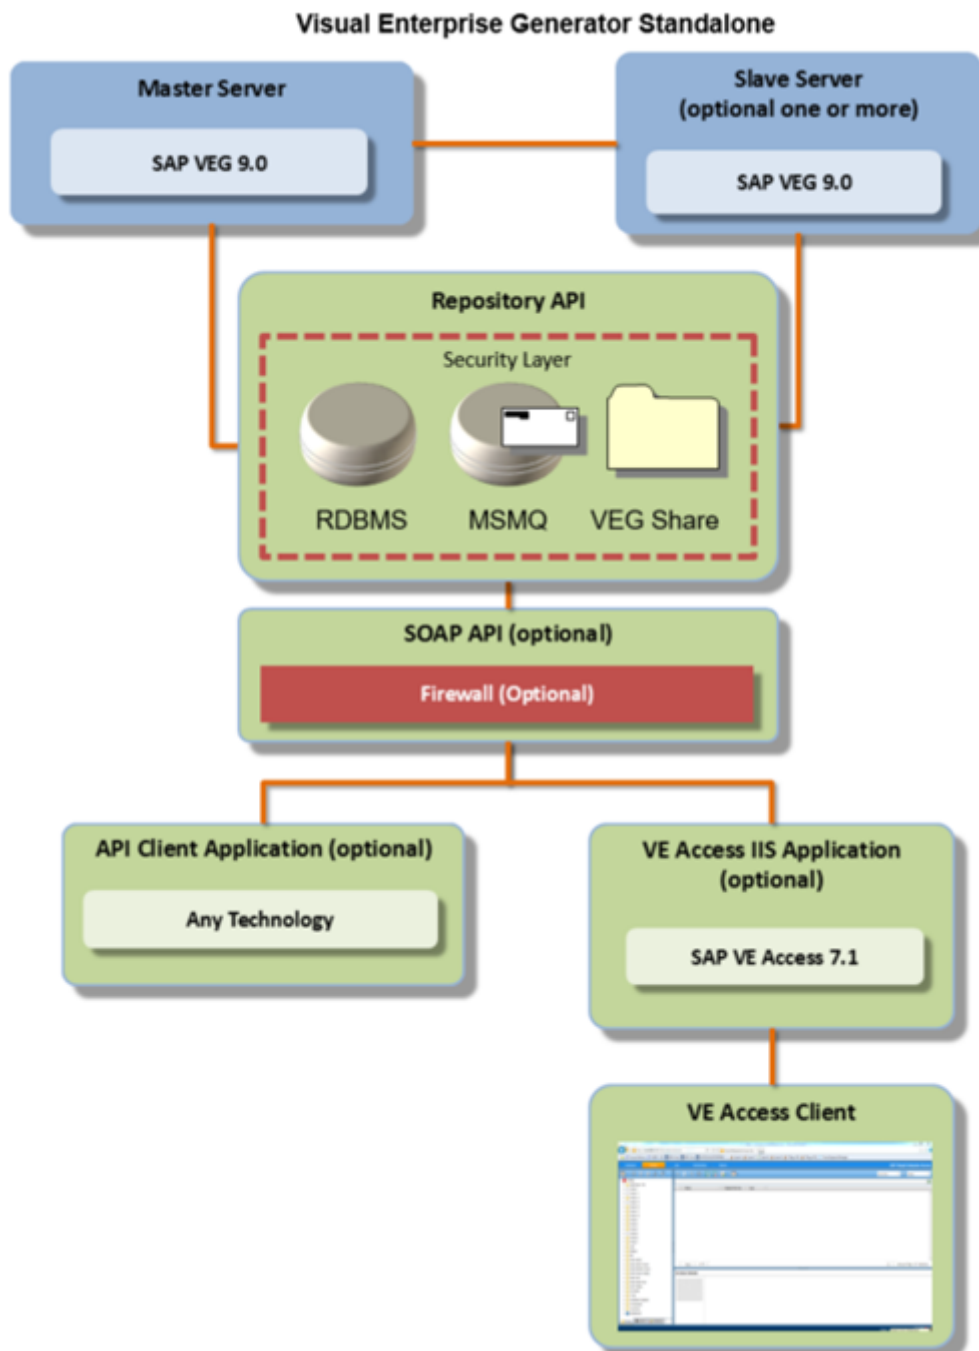 Visual Enterprise Generator Standalone
Master Server
SAP VEG 9.0
Slave Server
(optional one or more)
SAP VEG 9.0
Repository API
Security Layer
RDBMS
MSMQ
VEG Share
SOAP API (optional)
Firewall (Optional)
API Client Application (optional)
Any Technology
VE Access IIS Application
(optional)
SAP VE Access 7.1
VE Access Client